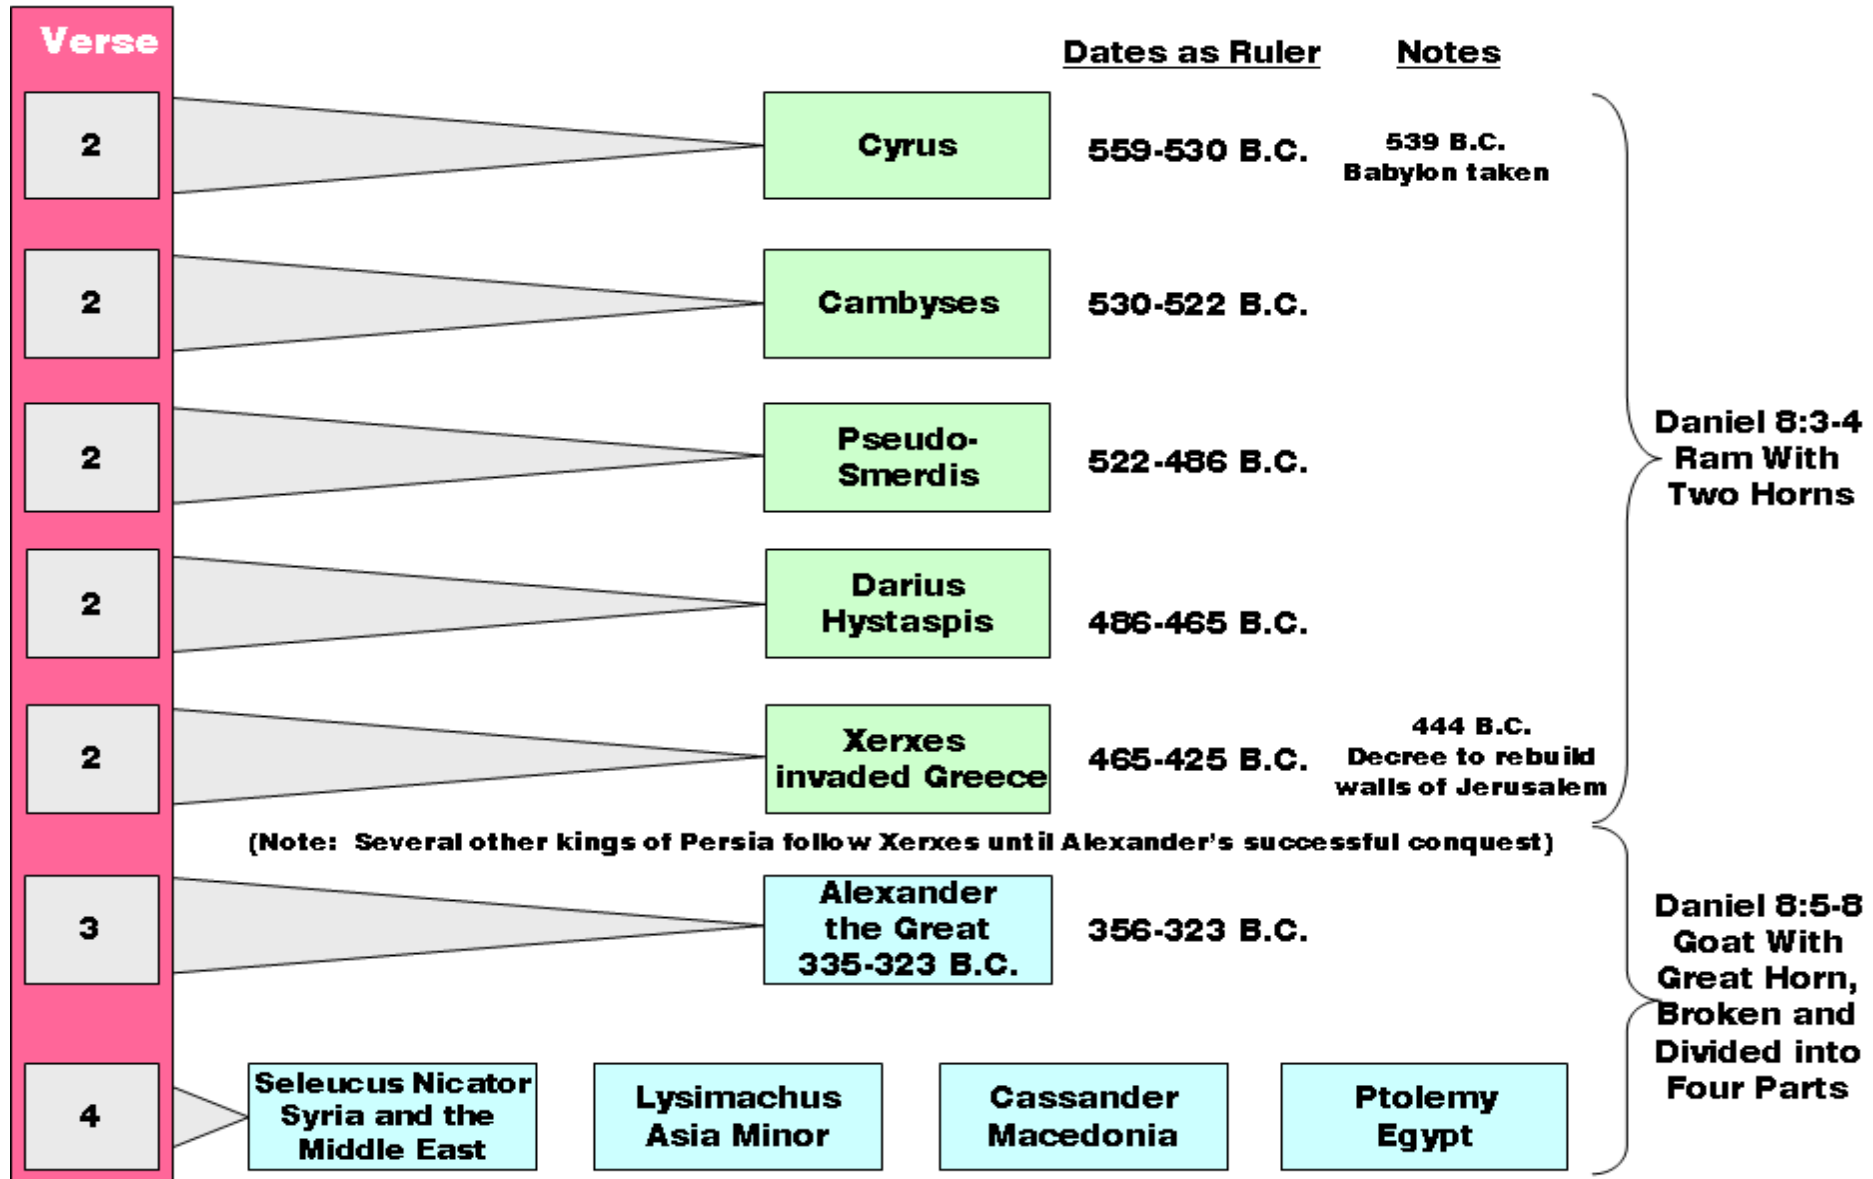 Verse
Dates as Ruler
Notes
2
Cyrus
559-530 B.C.
539 B.C.
Babylon taken
2
Cambyses
530-522 B.C.
2
Pseudo-
Smerdis
522-486 B.C.
Daniel 8:3-4
Ram With
Two Horns
2
Darius
Hystaspis
486-465 B.C.
2
Xerxes
invaded Greece
465-425 B.C.
444 B.C.
Decree to rebuild
walls of Jerusalem
(Note: Several other kings of Persia follow Xerxes until Alexander's successful conquest)
3
Alexander
the Great
335-323 B.C.
356-323 B.C.
Daniel 8:5-8
Goat With
Great Horn,
Broken and
Divided into
Four Parts
4
Seleucus Nicator
Syria and the
Middle East
Lysimachus
Asia Minor
Cassander
Macedonia
Ptolemy
Egypt